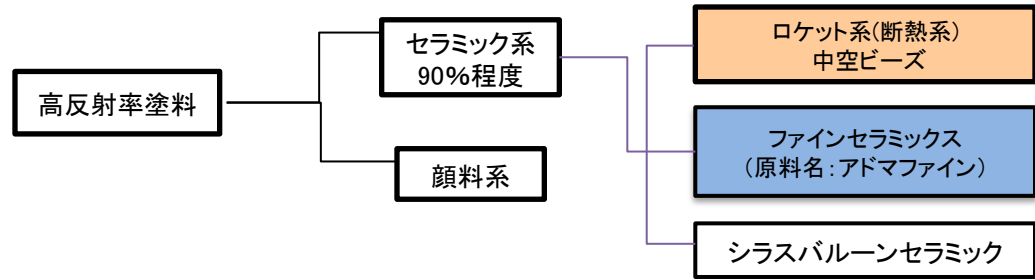 高反射率塗料
セラミック系
90%程度
顔料系
ロケット系(断熱系)
中空ビーズ
ファインセラミックス
(原料名:アドマファイン)
シラスバルーンセラミック